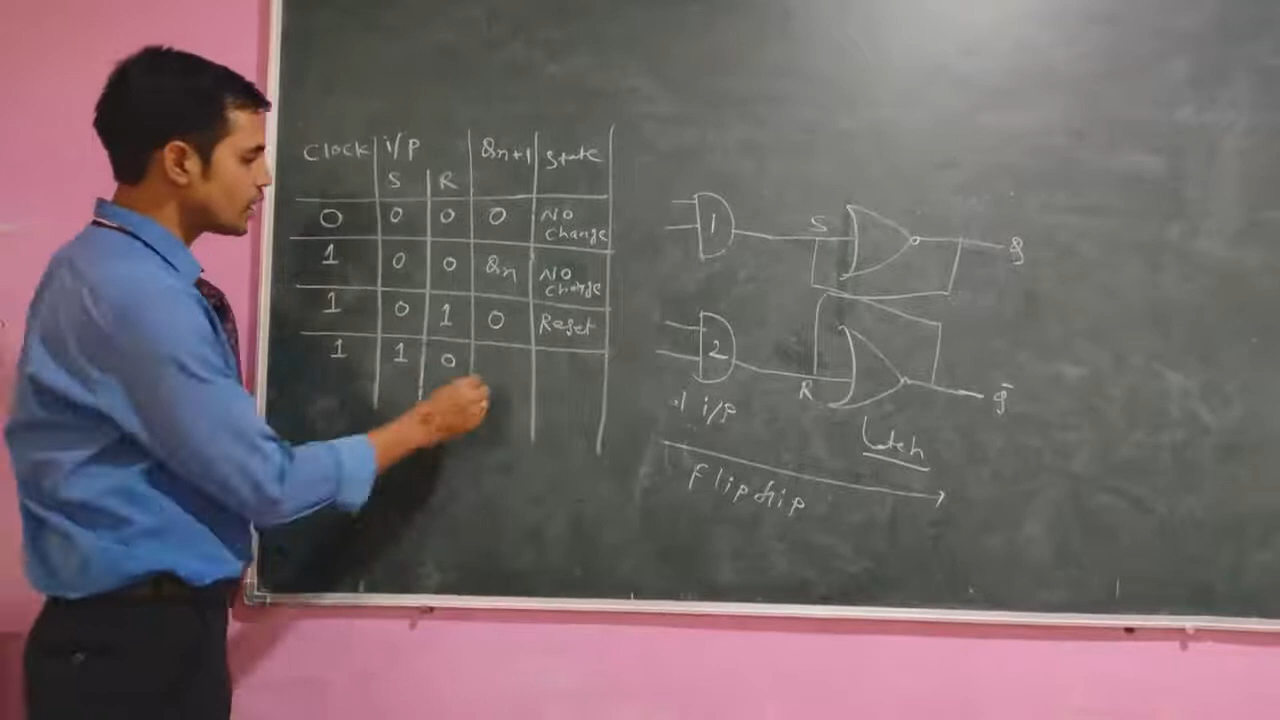 Clock i/p Qn+1 State
S R
0 0 0 0 No change
1 0 0 Qn No change
1 0 1 0 Reset
1 1 0
1 S Q
2 R Q̄
i/p
Latch
Flipflip